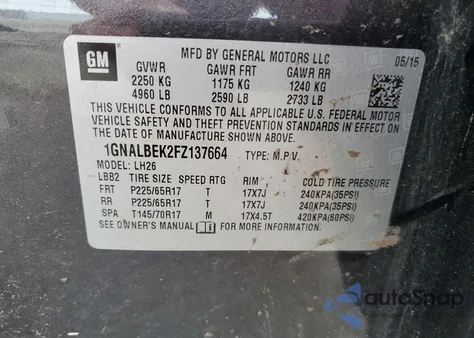 GM
MFD BY GENERAL MOTORS LLC
05/15
GVWR GAWR FRT GAWR RR
2250 KG 1175 KG 1240 KG
4960 LB 2590 LB 2733 LB
THIS VEHICLE CONFORMS TO ALL APPLICABLE U.S. FEDERAL MOTOR
VEHICLE SAFETY AND THEFT PREVENTION STANDARDS IN EFFECT ON
THE DATE OF MANUFACTURE SHOWN ABOVE.
1GNALBEK2FZ137664 TYPE: M.P.V.
MODEL: LH26
LBB2 TIRE SIZE SPEED RTG RIM COLD TIRE PRESSURE
FRT P225/65R17 T 17X7J 240KPA(35PSI)
RR P225/65R17 T 17X7J 240KPA(35PSI)
SPA T145/70R17 M 17X4.5T 420KPA(60PSI)
SEE OWNER'S MANUAL FOR MORE INFORMATION.
autoSnap